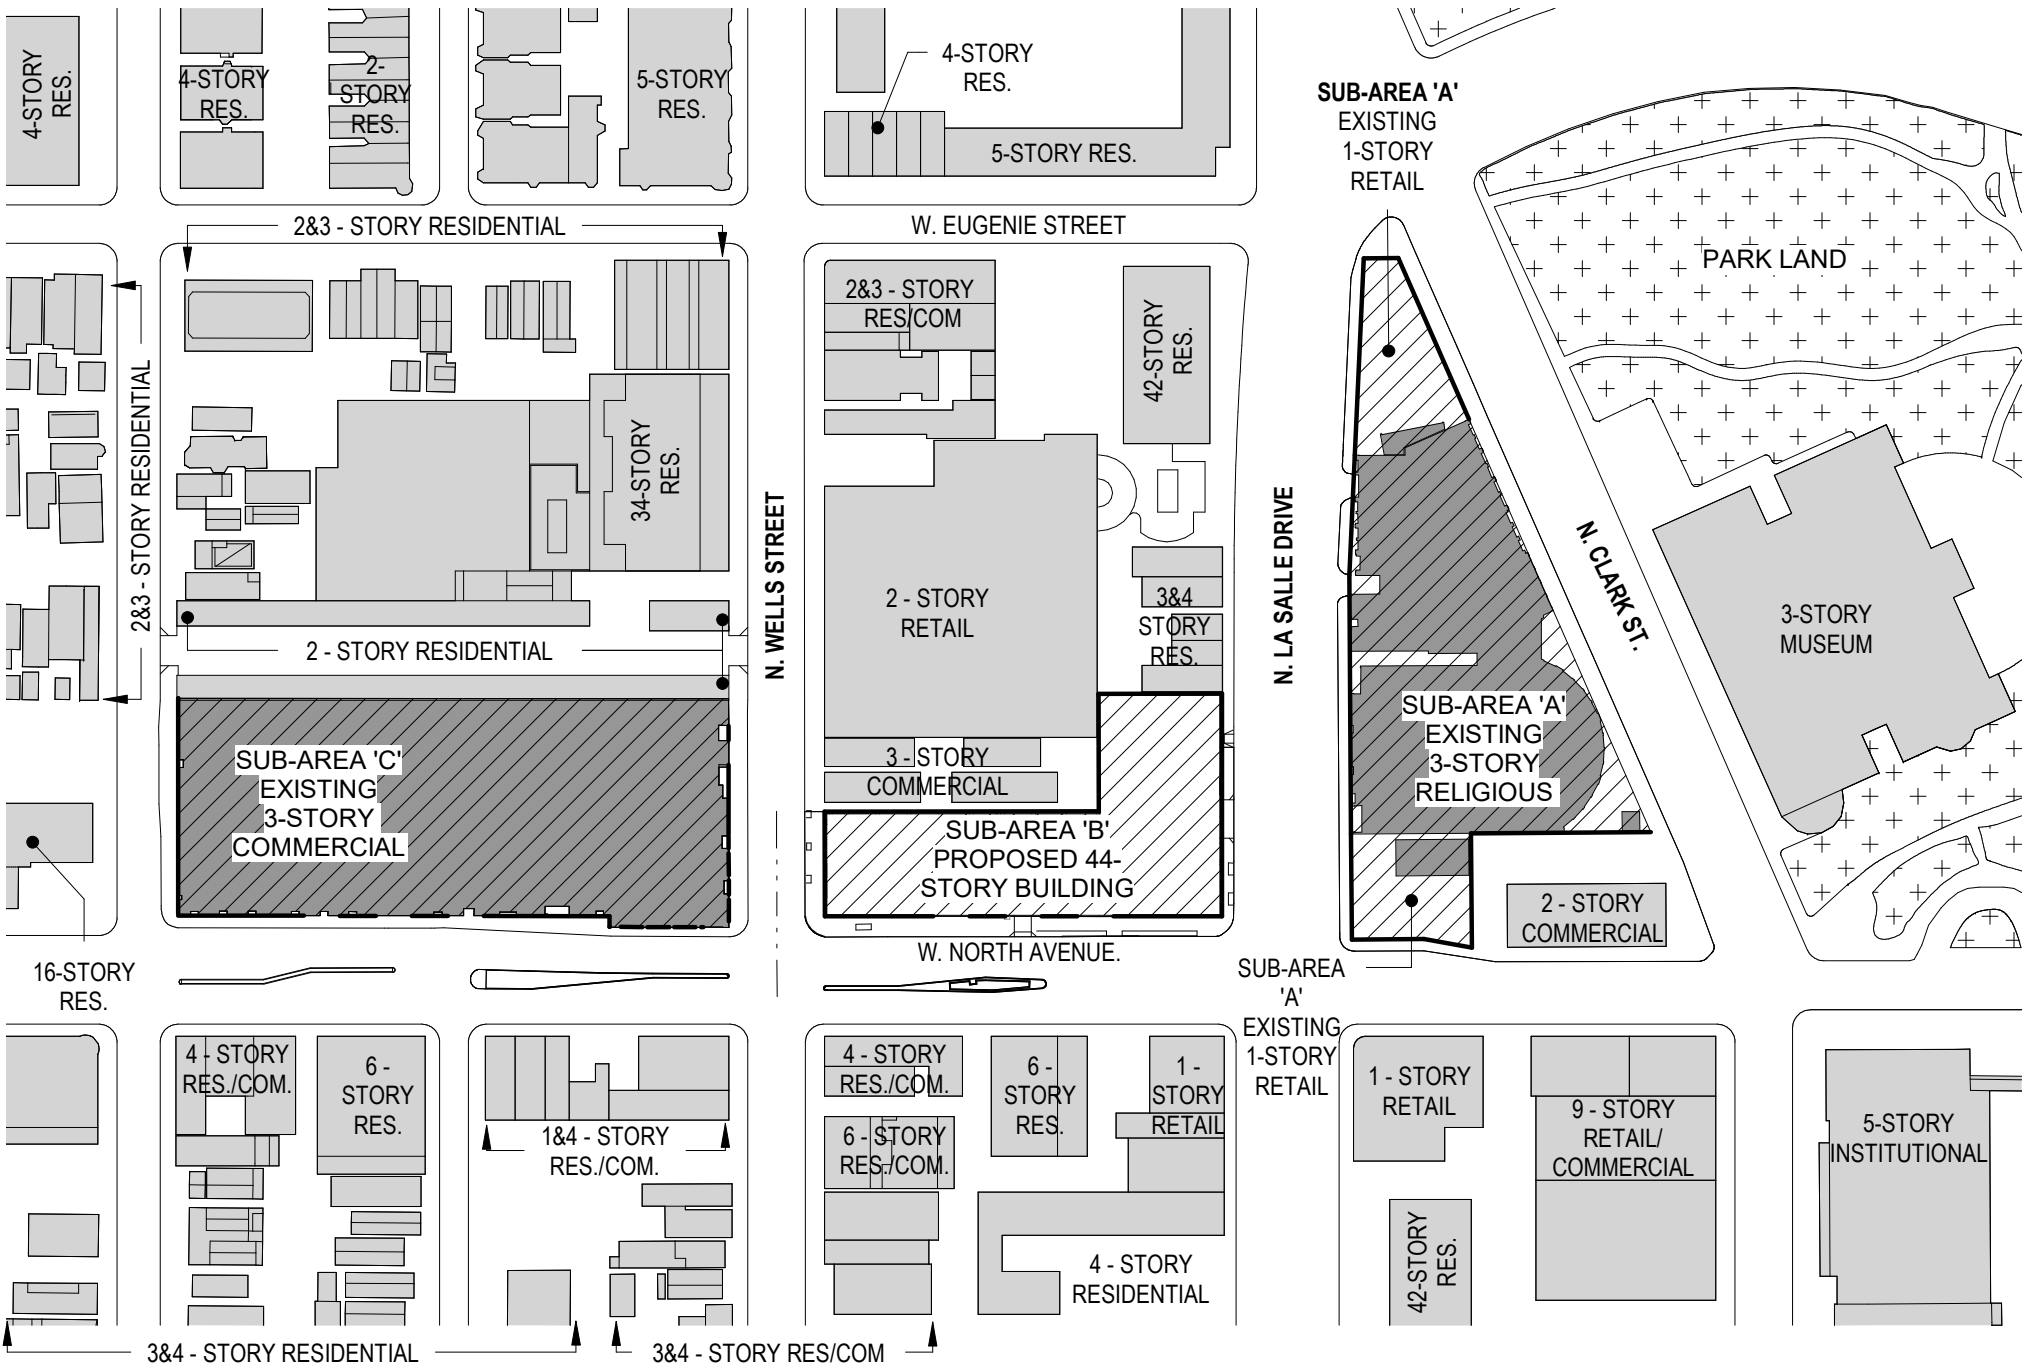 4-STORY
RES.
4-STORY
RES.
2-
STORY
RES.
5-STORY
RES.
4-STORY
RES.
5-STORY RES.
SUB-AREA 'A'
EXISTING
1-STORY
RETAIL
2&3 - STORY RESIDENTIAL
W. EUGENIE STREET
PARK LAND
2&3 - STORY RESIDENTIAL
34-STORY
RES.
N. WELLS STREET
2&3 - STORY
RES/COM
42-STORY
RES.
2 - STORY
RETAIL
3&4
STORY
RES.
N. LA SALLE DRIVE
N. CLARK ST.
3-STORY
MUSEUM
2 - STORY RESIDENTIAL
SUB-AREA 'C'
EXISTING
3-STORY
COMMERCIAL
3 - STORY
COMMERCIAL
SUB-AREA 'B'
PROPOSED 44-
STORY BUILDING
SUB-AREA 'A'
EXISTING
3-STORY
RELIGIOUS
2 - STORY
COMMERCIAL
W. NORTH AVENUE.
16-STORY
RES.
SUB-AREA
'A'
EXISTING
1-STORY
RETAIL
4 - STORY
RES./COM.
6 -
STORY
RES.
1&4 - STORY
RES./COM.
4 - STORY
RES./COM.
6 - STORY
RES./COM.
6 -
STORY
RES.
1 -
STORY
RETAIL
1 - STORY
RETAIL
9 - STORY
RETAIL/
COMMERCIAL
5-STORY
INSTITUTIONAL
4 - STORY
RESIDENTIAL
42-STORY
RES.
3&4 - STORY RESIDENTIAL
3&4 - STORY RES/COM